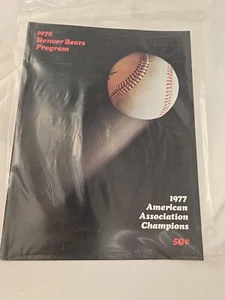 1978
Denver Bears
Program
1977
American
Association
Champions
50¢